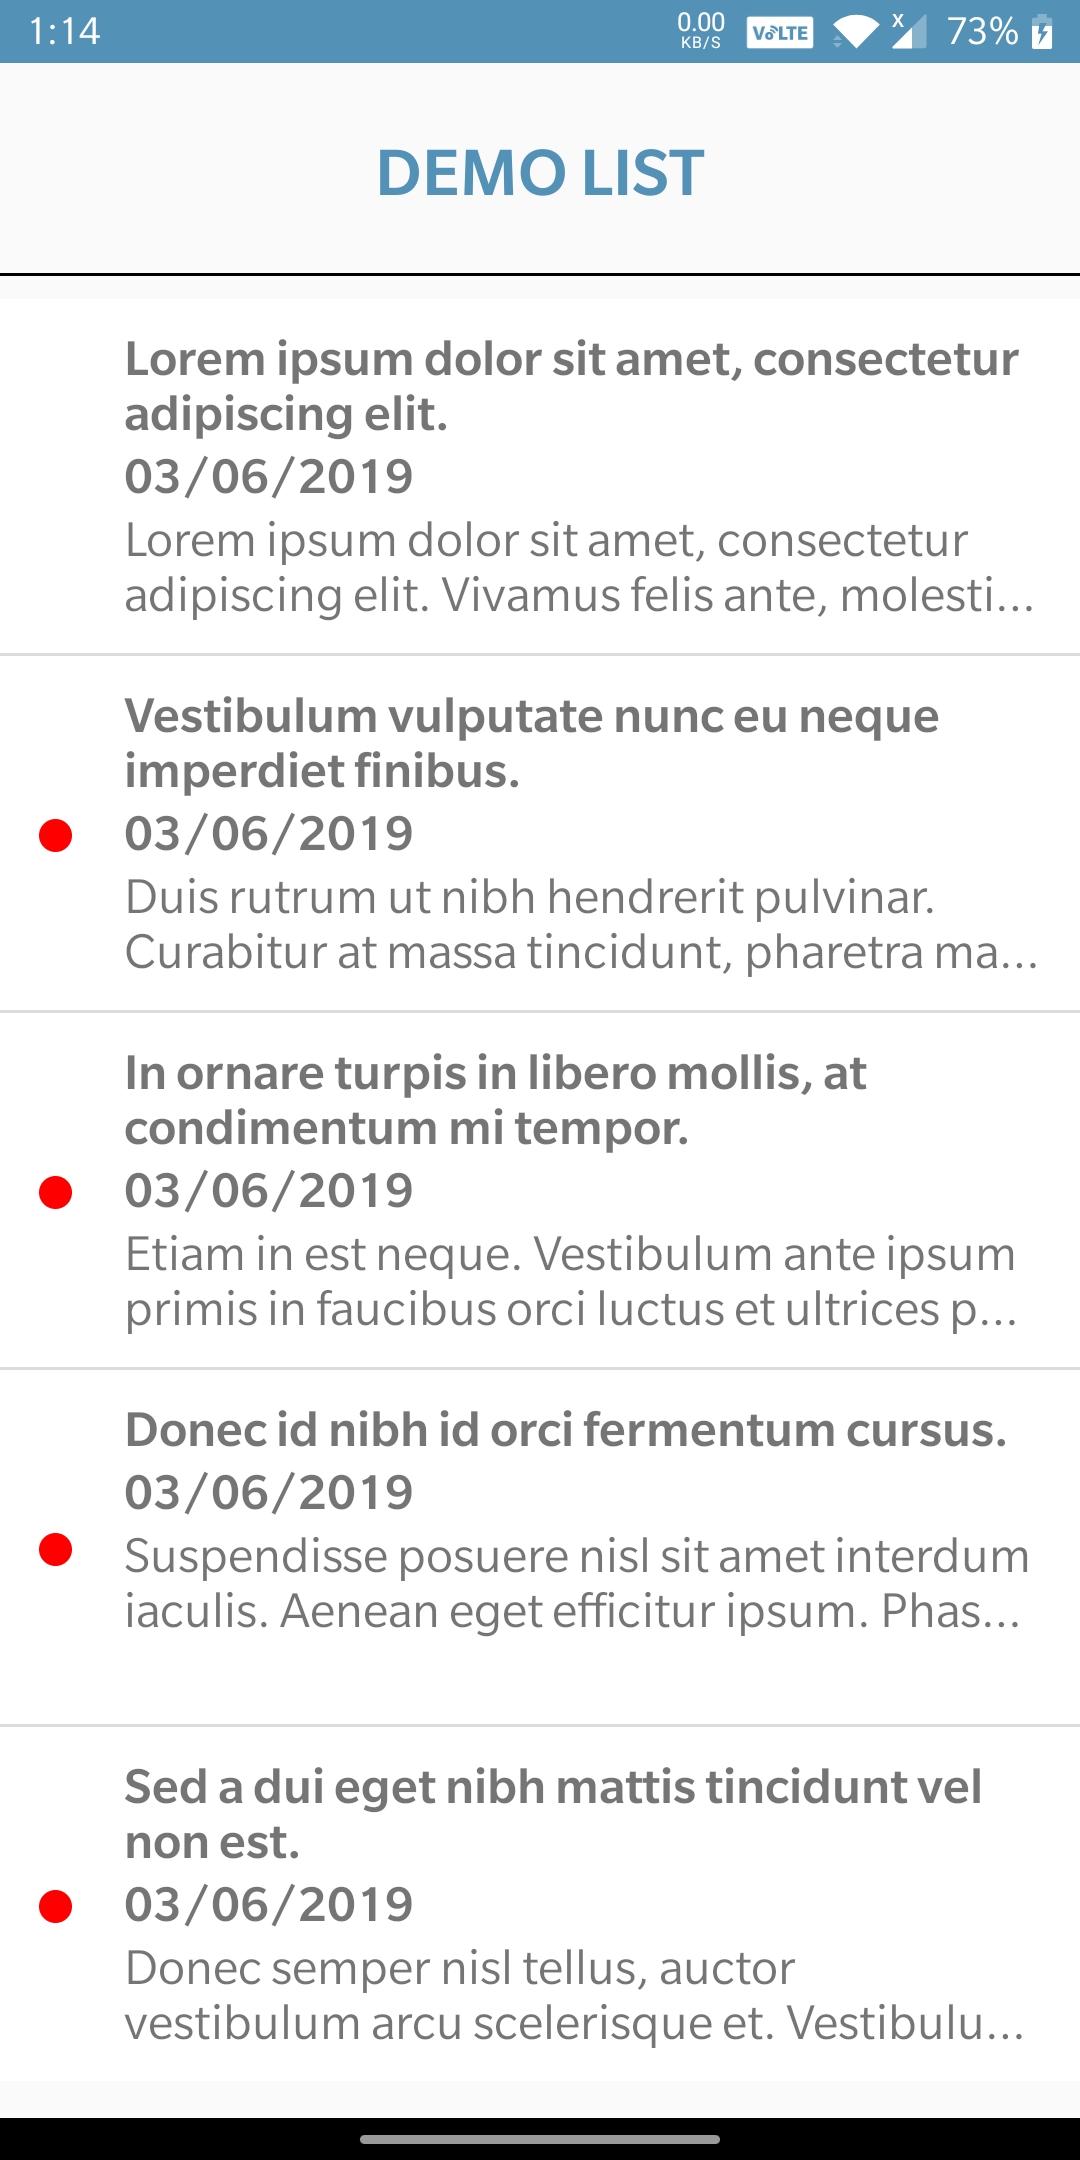 1:14
0.00
KB/S
VoLTE
X
73%
DEMO LIST
Lorem ipsum dolor sit amet, consectetur
adipiscing elit.
03/06/2019
Lorem ipsum dolor sit amet, consectetur
adipiscing elit. Vivamus felis ante, molesti...
Vestibulum vulputate nunc eu neque
imperdiet finibus.
03/06/2019
Duis rutrum ut nibh hendrerit pulvinar.
Curabitur at massa tincidunt, pharetra ma...
In ornare turpis in libero mollis, at
condimentum mi tempor.
03/06/2019
Etiam in est neque. Vestibulum ante ipsum
primis in faucibus orci luctus et ultrices p...
Donec id nibh id orci fermentum cursus.
03/06/2019
Suspendisse posuere nisl sit amet interdum
iaculis. Aenean eget efficitur ipsum. Phas...
Sed a dui eget nibh mattis tincidunt vel
non est.
03/06/2019
Donec semper nisl tellus, auctor
vestibulum arcu scelerisque et. Vestibulu...